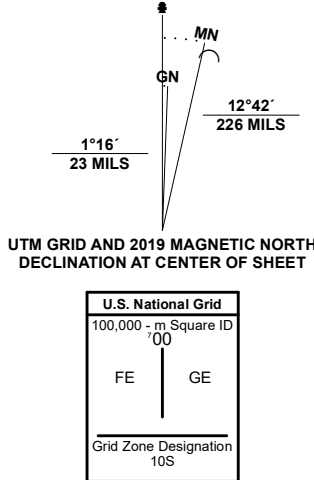 MN
GN
1°16´
23 MILS
12°42´
226 MILS
UTM GRID AND 2019 MAGNETIC NORTH
DECLINATION AT CENTER OF SHEET
U.S. National Grid
100,000 - m Square ID
⁷00
FE GE
Grid Zone Designation
10S